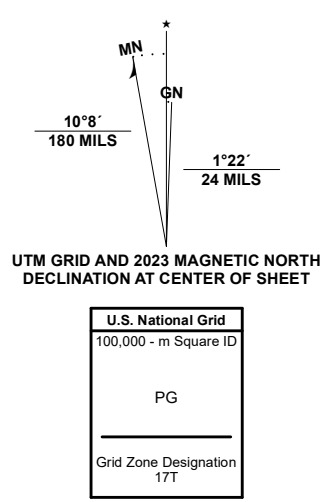 ★
MN
GN
10°8´
180 MILS
1°22´
24 MILS
UTM GRID AND 2023 MAGNETIC NORTH
DECLINATION AT CENTER OF SHEET
U.S. National Grid
100,000 - m Square ID
PG
Grid Zone Designation
17T